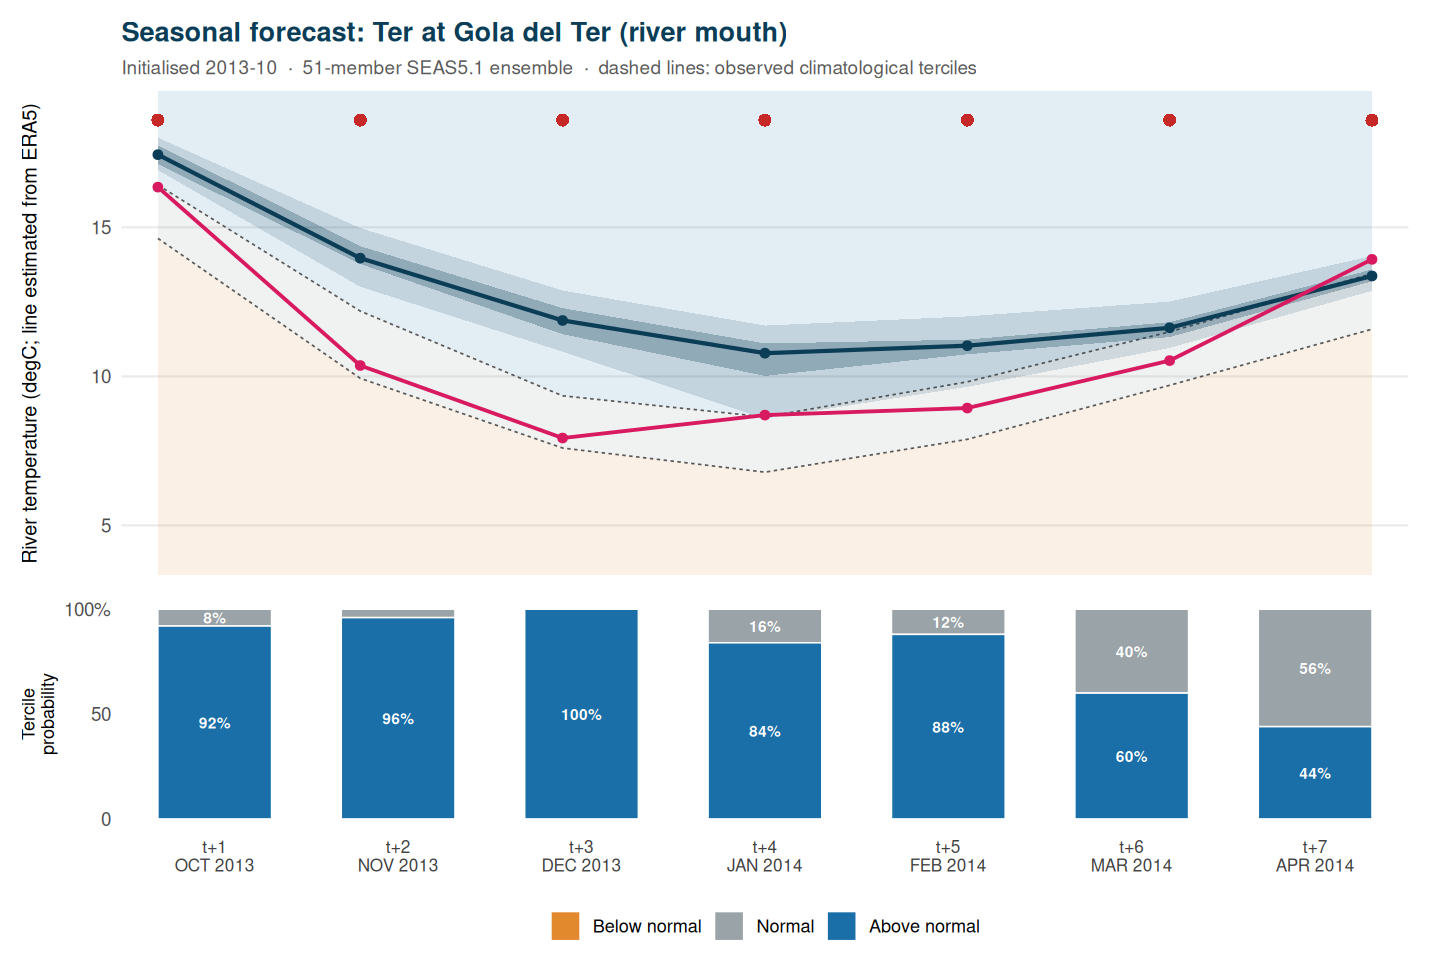 Seasonal forecast: Ter at Gola del Ter (river mouth)
Initialised 2013-10 · 51-member SEAS5.1 ensemble · dashed lines: observed climatological terciles
River temperature (degC; line estimated from ERA5)
15
10
5
Tercile
probability
100%
50
0
8%
92%
96%
100%
16%
84%
12%
88%
40%
60%
56%
44%
t+1
OCT 2013
t+2
NOV 2013
t+3
DEC 2013
t+4
JAN 2014
t+5
FEB 2014
t+6
MAR 2014
t+7
APR 2014
Below normal
Normal
Above normal